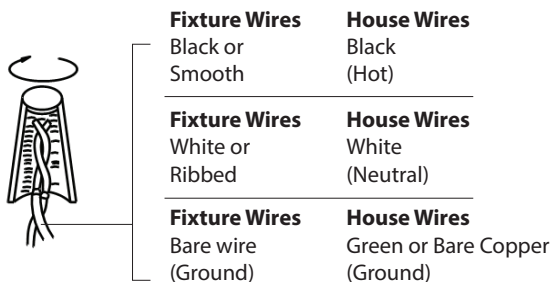 Fixture Wires House Wires
Black or Black
Smooth (Hot)
Fixture Wires House Wires
White or White
Ribbed (Neutral)
Fixture Wires House Wires
Bare wire Green or Bare Copper
(Ground) (Ground)